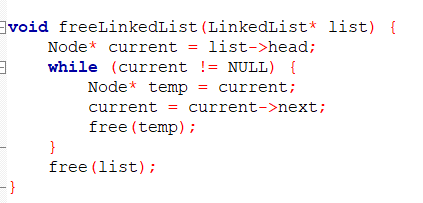 void freeLinkedList(LinkedList* list) {
    Node* current = list->head;
    while (current != NULL) {
        Node* temp = current;
        current = current->next;
        free(temp);
    }
    free(list);
}